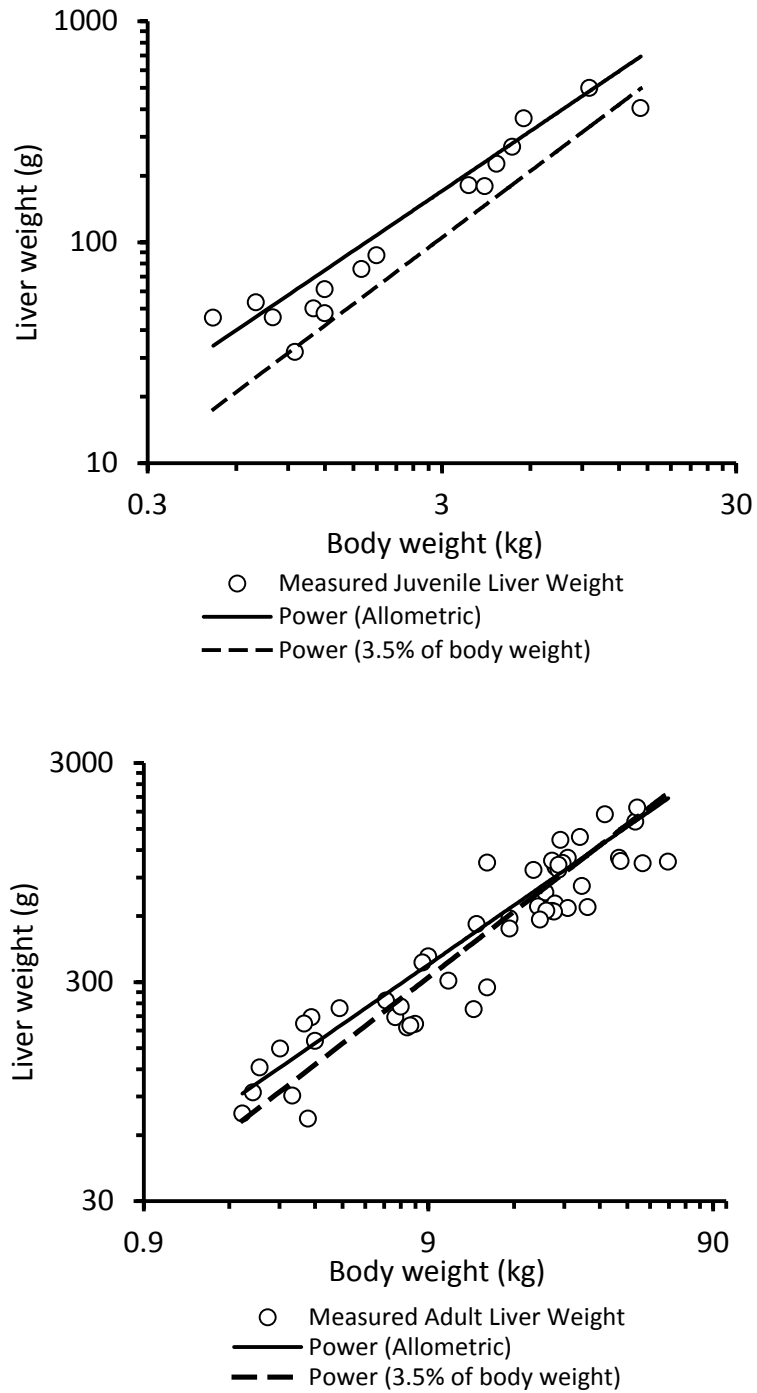 1000
100
10
Liver weight (g)
0.3 3 30
Body weight (kg)
Measured Juvenile Liver Weight
Power (Allometric)
Power (3.5% of body weight)
3000
300
30
Liver weight (g)
0.9 9 90
Body weight (kg)
Measured Adult Liver Weight
Power (Allometric)
Power (3.5% of body weight)